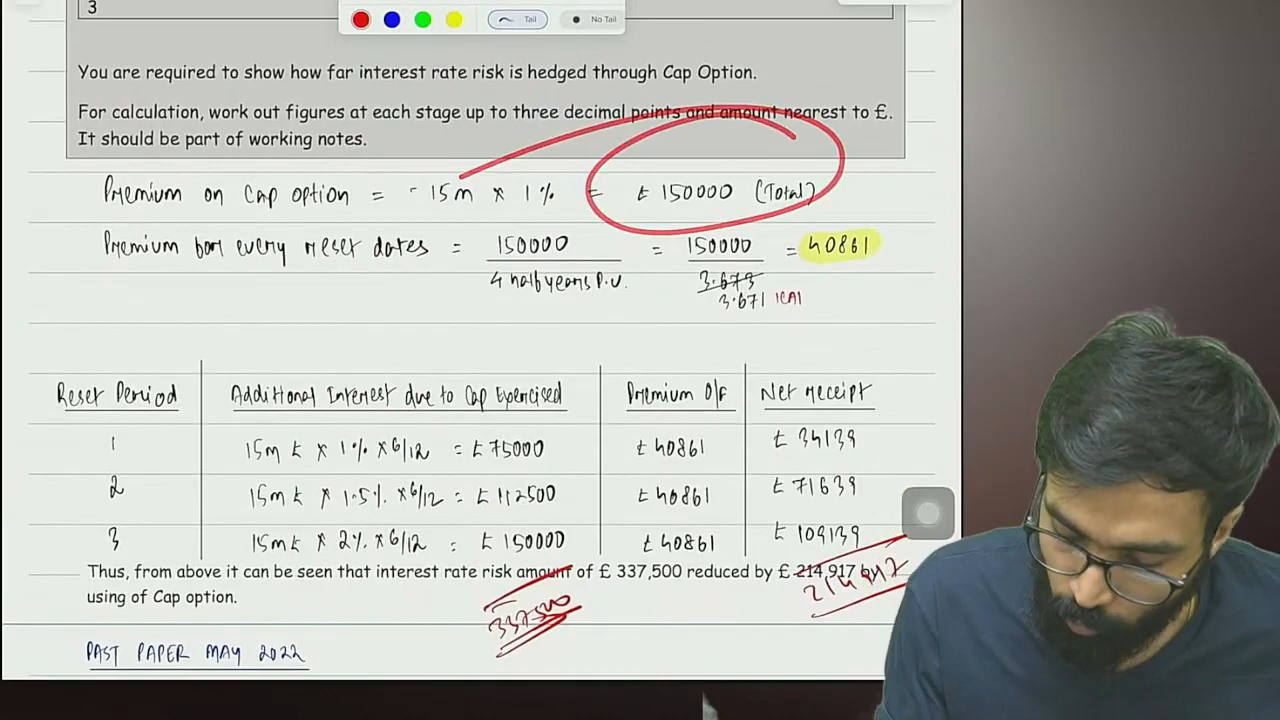 3
Tail No Tail
You are required to show how far interest rate risk is hedged through Cap Option.
For calculation, work out figures at each stage up to three decimal points and amount nearest to £.
It should be part of working notes.
Premium on Cap option = 15m × 1% = £ 150000 (Total)
Premium for every reset dates = 150000 / 4 half years P.V. = 150000 / 3.673 3.671 ICAI = 40861
Reset Period Additional Interest due to Cap Exercised Premium O/F Net receipt
1 15m £ × 1% × 6/12 = £ 75000 £ 40861 £ 34139
2 15m £ × 1.5% × 6/12 = £ 112500 £ 40861 £ 71639
3 15m £ × 2% × 6/12 = £ 150000 £ 40861 £ 109139
Thus, from above it can be seen that interest rate risk amount of £ 337,500 reduced by £ 214,917 by
using of Cap option.
337500 214917
PAST PAPER MAY 2022